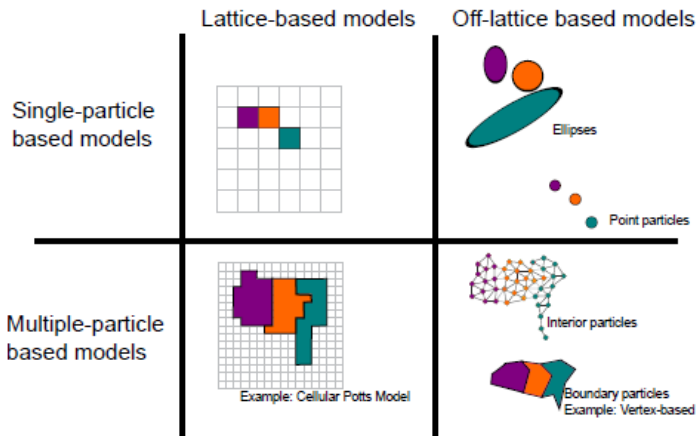 Lattice-based models
Off-lattice based models
Single-particle
based models
Ellipses
Point particles
Multiple-particle
based models
Example: Cellular Potts Model
Interior particles
Boundary particles
Example: Vertex-based